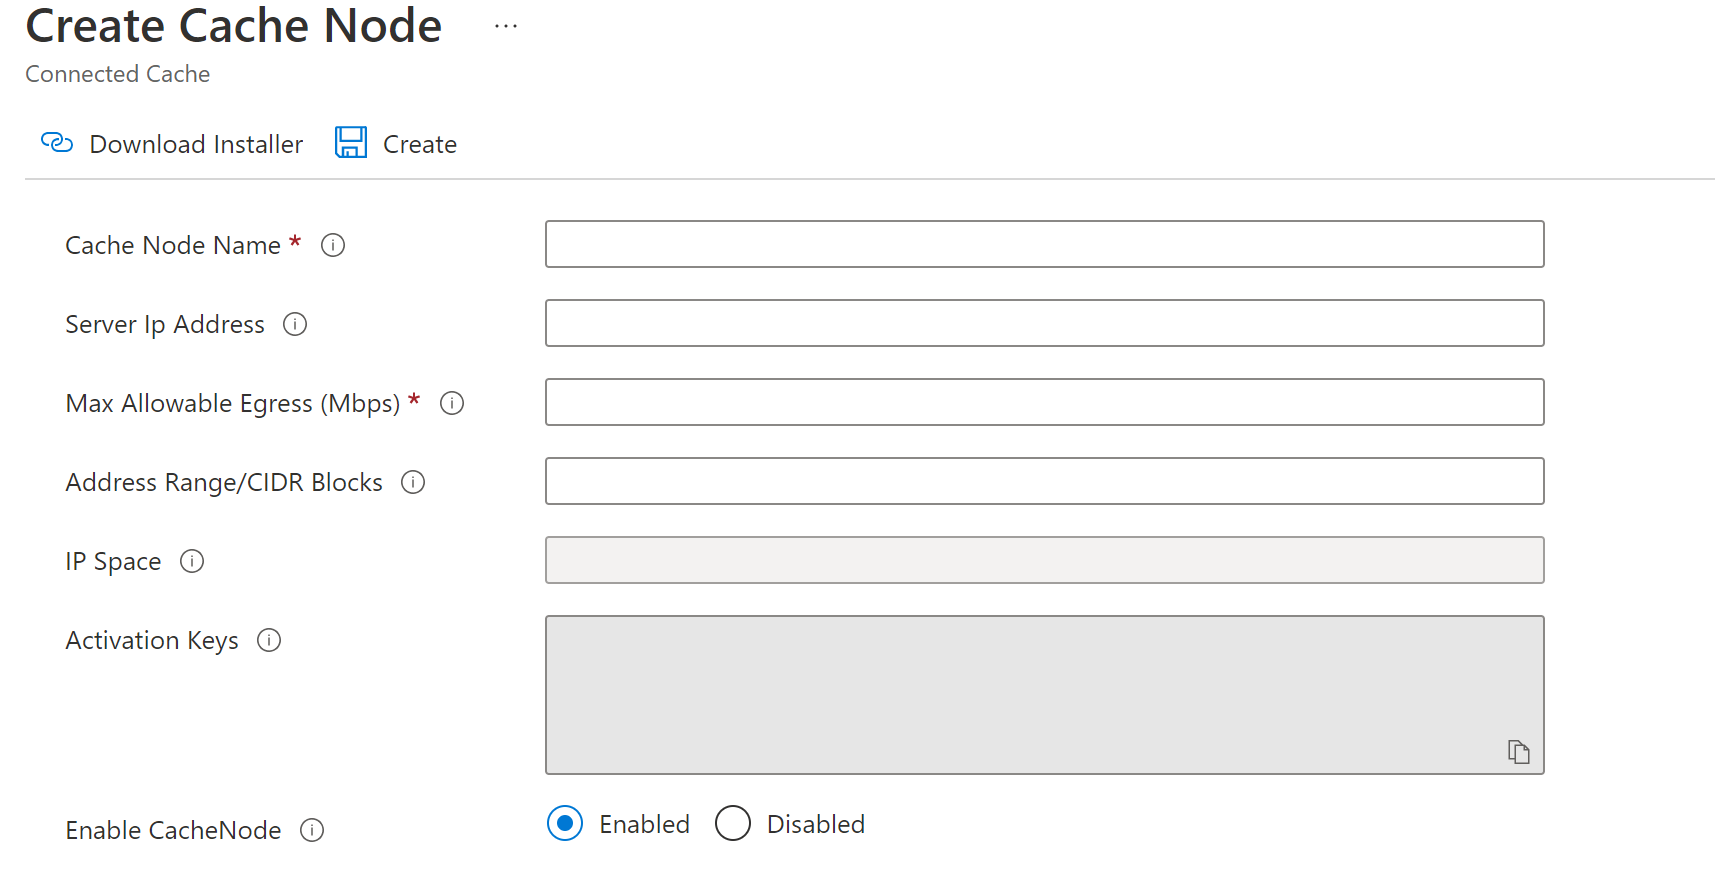 Create Cache Node ...
Connected Cache
Download Installer Create
Cache Node Name *
Server Ip Address
Max Allowable Egress (Mbps) *
Address Range/CIDR Blocks
IP Space
Activation Keys
Enable CacheNode Enabled Disabled